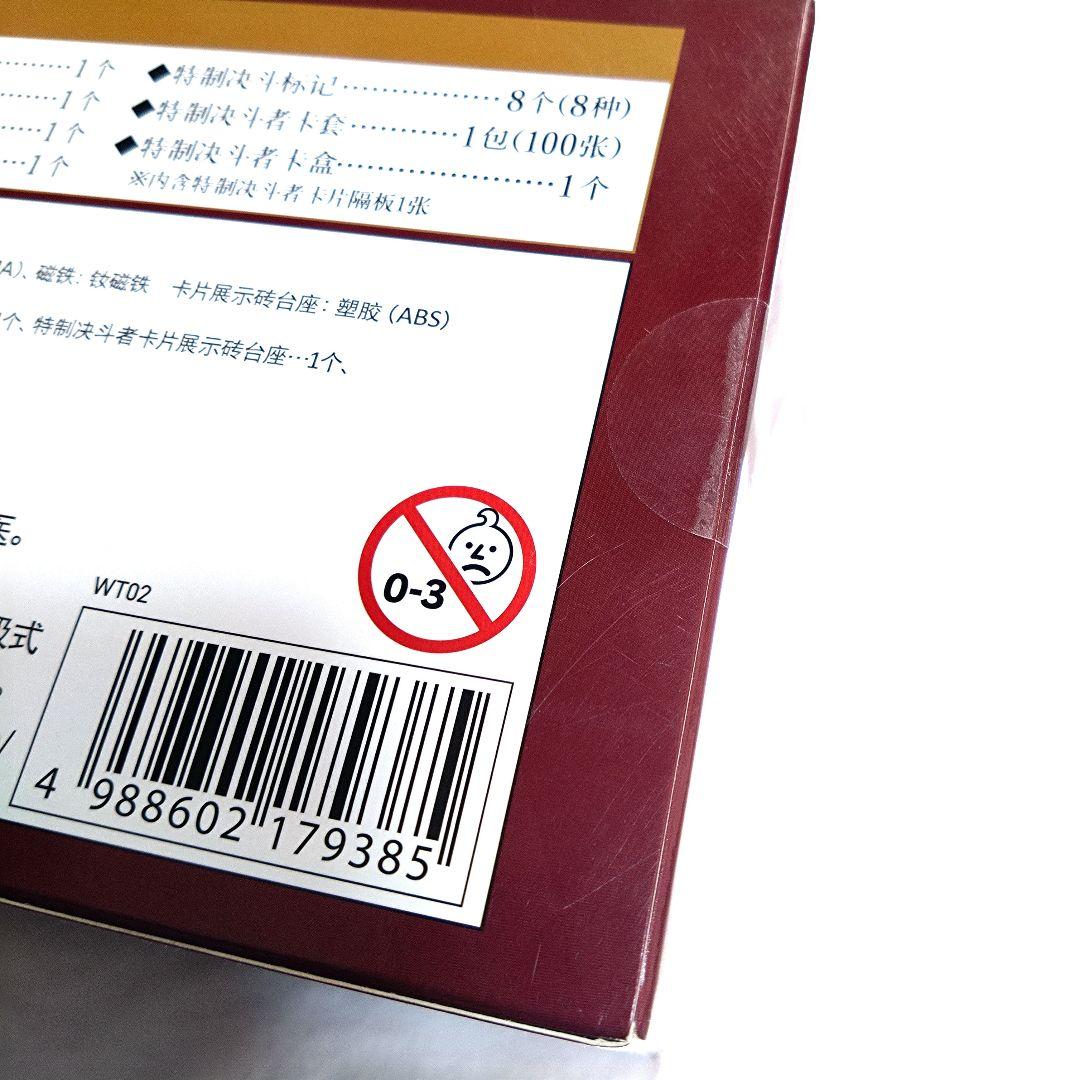 …………1个
◆特制决斗标记………………8个(8种)
…………1个
◆特制决斗者卡套…………1包(100张)
……1个
◆特制决斗者卡盒……………………1个
…1个
※内含特制决斗者卡片隔板1张
A)、磁铁: 钕磁铁 卡片展示砖台座: 塑胶 (ABS)
个、特制决斗者卡片展示砖台座…1个、
医。
0-3
WT02
式
4 988602 179385